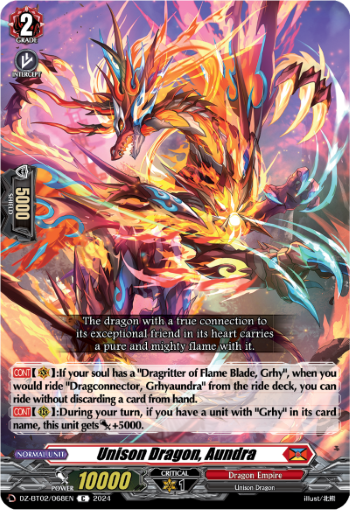 2
GRADE
INTERCEPT
5000
SHIELD
The dragon with a true connection to
its exceptional friend in its heart carries
a pure and mighty flame with it.
CONT【 】:If your soul has a "Dragritter of Flame Blade, Grhy", when you
would ride "Dragconnector, Grhyaundra" from the ride deck, you can
ride without discarding a card from hand.
CONT【 】:During your turn, if you have a unit with "Grhy" in its card
name, this unit gets +5000.
NORMAL UNIT
Unison Dragon, Aundra
POWER
10000
CRITICAL
1
Dragon Empire
Unison Dragon
DZ-BT02/068EN C 2024
illust/北熊